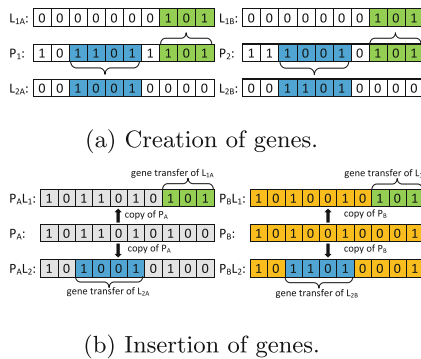 L1A: 0 0 0 0 0 0 0 1 0 1 L1B: 0 0 0 0 0 0 0 1 0 1
P1: 1 0 1 1 0 1 1 1 0 1 P2: 1 1 1 0 0 1 0 1 0 1
L2A: 0 0 1 0 0 1 0 0 0 0 L2B: 0 0 1 1 0 1 0 0 0 0
(a) Creation of genes.
gene transfer of L1A gene transfer of L
PAL1: 1 0 1 1 0 1 0 1 0 1 PBL1: 1 0 1 0 0 1 0 1 0 1
copy of PA copy of PB
PA: 1 0 1 1 0 1 0 1 0 0 PB: 1 0 1 0 0 1 0 0 0 1
copy of PA copy of PB
PAL2: 1 0 1 0 0 1 0 1 0 0 PBL2: 1 0 1 1 0 1 0 0 0 1
gene transfer of L2A gene transfer of L2B
(b) Insertion of genes.